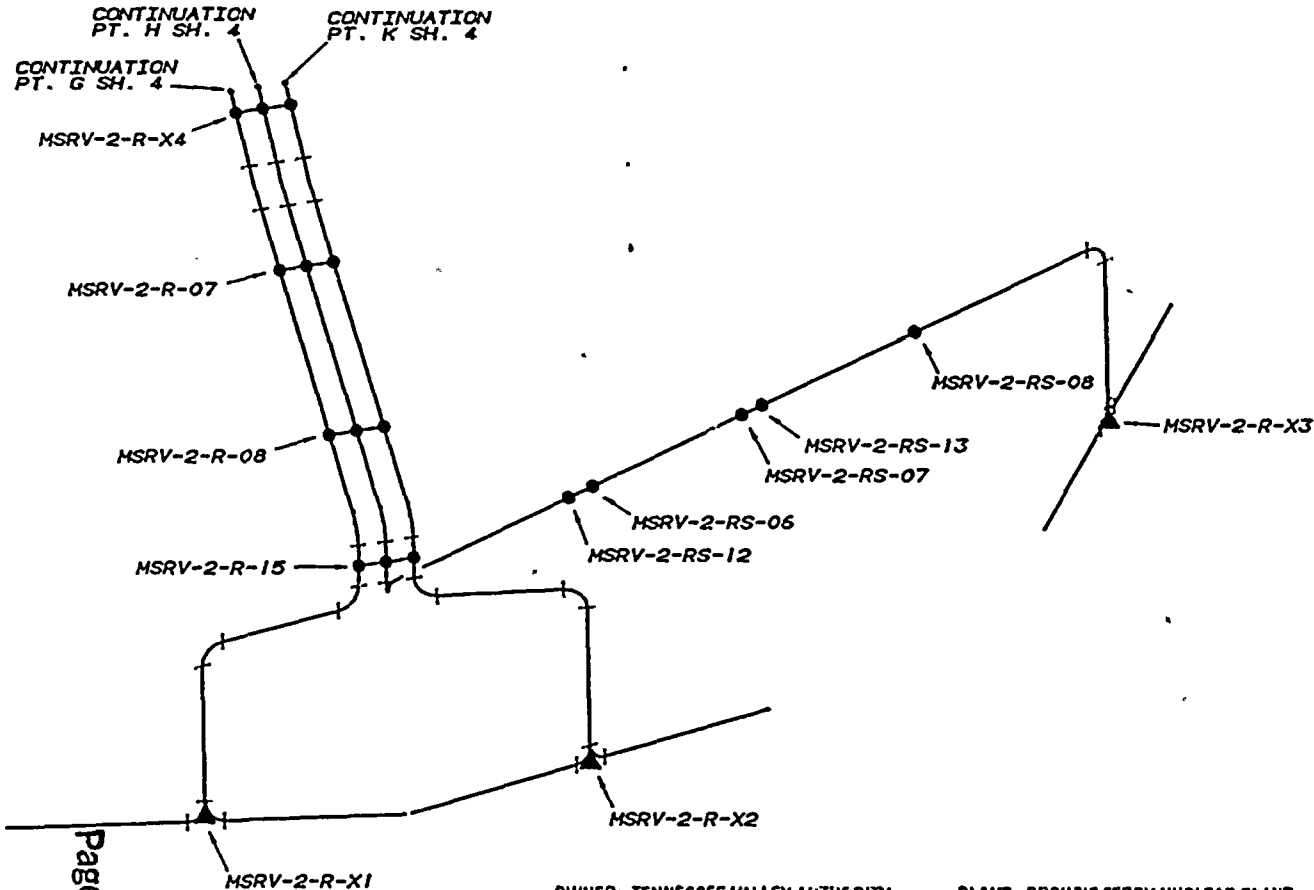 CONTINUATION
PT. H SH. 4
CONTINUATION
PT. K SH. 4
CONTINUATION
PT. G SH. 4
MSRV-2-R-X4
MSRV-2-R-07
MSRV-2-RS-08
MSRV-2-R-X3
MSRV-2-RS-13
MSRV-2-R-08
MSRV-2-RS-07
MSRV-2-RS-06
MSRV-2-RS-12
MSRV-2-R-15
MSRV-2-R-X2
MSRV-2-R-X1
Page